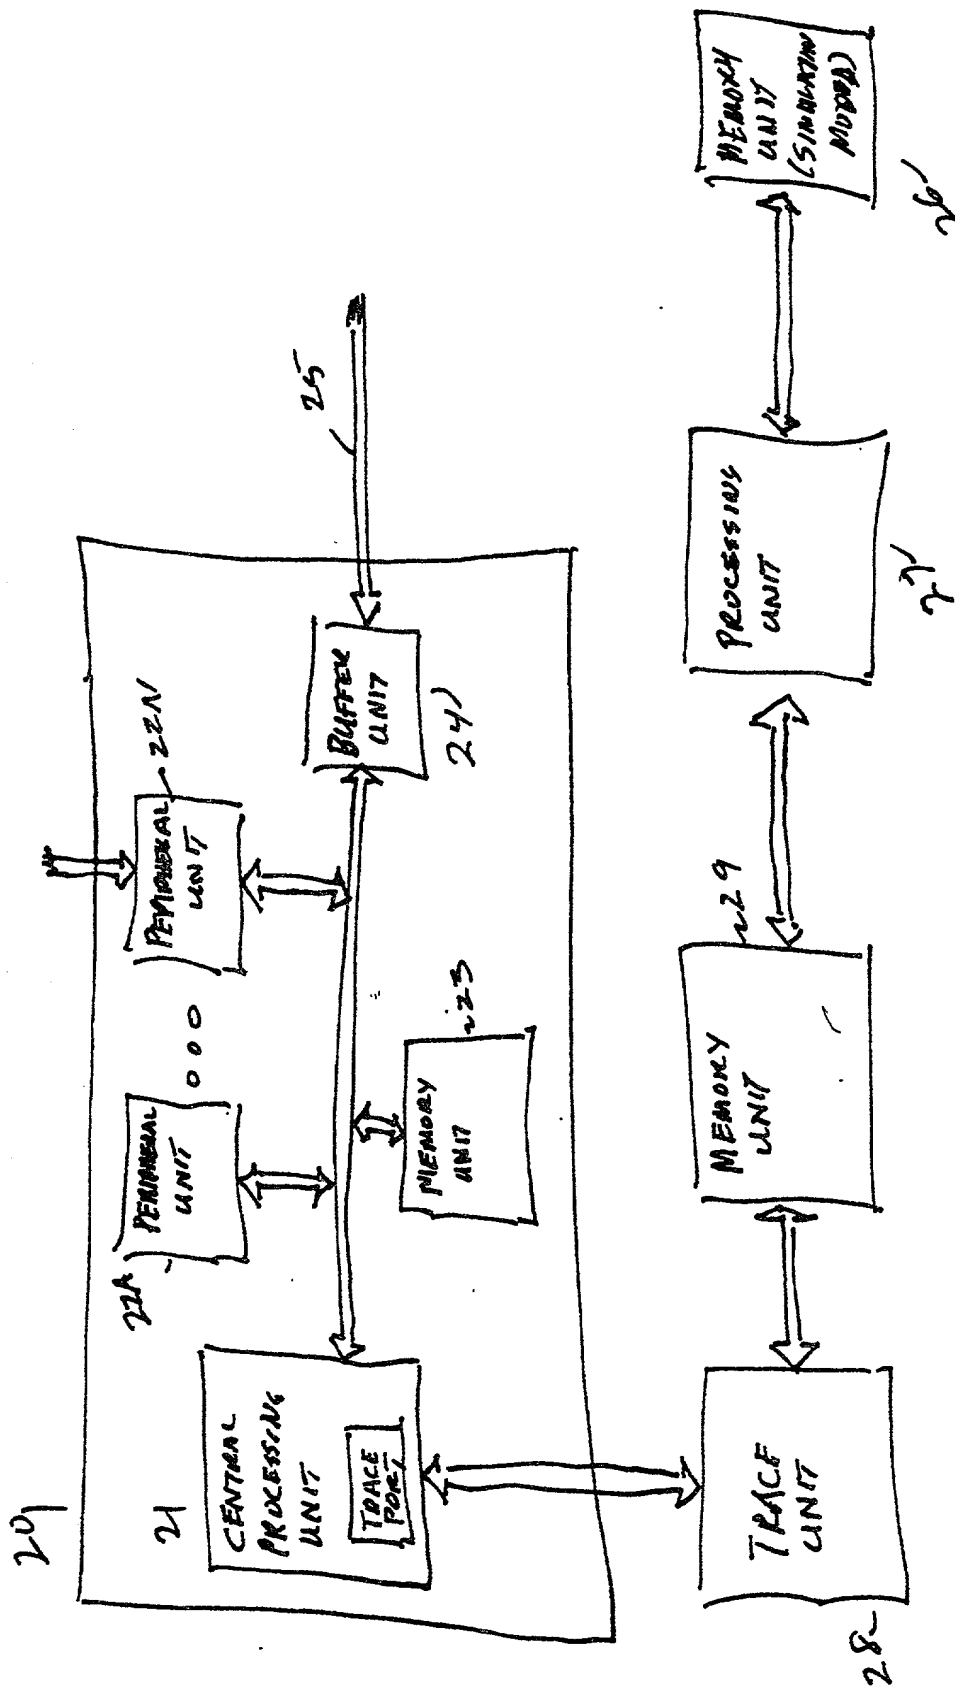 20
21
CENTRAL
PROCESSING
UNIT
TRACE
PORT
22A
PERIPHERAL
UNIT
PERIPHERAL
UNIT
22N
MEMORY
UNIT
23
BUFFER
UNIT
24
25
TRACE
UNIT
28
MEMORY
UNIT
29
PROCESSING
UNIT
27
MEMORY
UNIT
(SIMULATION
MODEL)
26